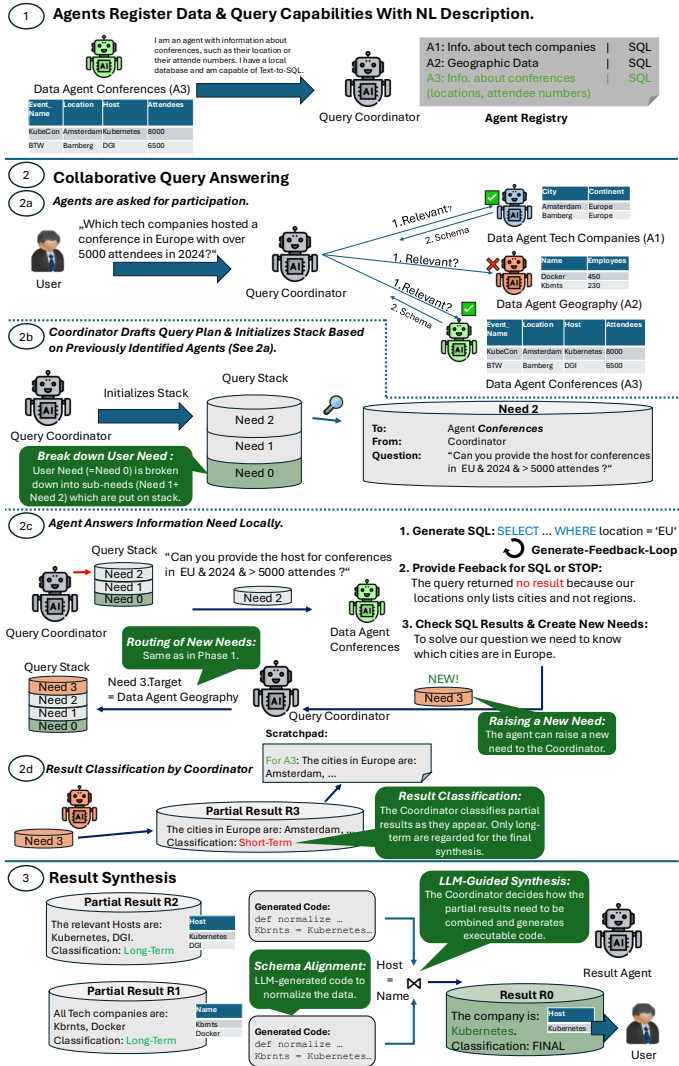 1 Agents Register Data & Query Capabilities With NL Description.
I am an agent with information about
conferences, such as their location or
their attende numbers. I have a local
database and am capable of Text-to-SQL.
Data Agent Conferences (A3)
Event_ Name Location Host Attendees
KubeCon Amsterdam Kubernetes 8000
BTW Bamberg DGI 6500
Query Coordinator
A1: Info. about tech companies | SQL
A2: Geographic Data | SQL
A3: Info. about conferences | SQL
(locations, attendee numbers)
Agent Registry
2 Collaborative Query Answering
2a Agents are asked for participation.
„Which tech companies hosted a
conference in Europe with over
5000 attendees in 2024?“
User
Query Coordinator
1.Relevant?
2. Schema
City Continent
Amsterdam Europe
Bamberg Europe
Data Agent Tech Companies (A1)
1. Relevant?
Name Employees
Docker 450
Kbrnts 230
Data Agent Geography (A2)
1.Relevant?
2. Schema
Event_ Name Location Host Attendees
KubeCon Amsterdam Kubernetes 8000
BTW Bamberg DGI 6500
Data Agent Conferences (A3)
2b Coordinator Drafts Query Plan & Initializes Stack Based
on Previously Identified Agents (See 2a).
Query Coordinator
Initializes Stack
Query Stack
Need 2
Need 1
Need 0
Break down User Need :
User Need (=Need 0) is broken
down into sub-needs (Need 1+
Need 2) which are put on stack.
Need 2
To: Agent Conferences
From: Coordinator
Question: “Can you provide the host for conferences
in EU & 2024 & > 5000 attendes ?“
2c Agent Answers Information Need Locally.
Query Stack
Need 2
Need 1
Need 0
Query Coordinator
“Can you provide the host for conferences
in EU & 2024 & > 5000 attendes ?“
Need 2
Data Agent
Conferences
1. Generate SQL: SELECT ... WHERE location = ‘EU‘
Generate-Feedback-Loop
2. Provide Feeback for SQL or STOP:
The query returned no result because our
locations only lists cities and not regions.
3. Check SQL Results & Create New Needs:
To solve our question we need to know
which cities are in Europe.
Routing of New Needs:
Same as in Phase 1.
Query Stack
Need 3
Need 2
Need 1
Need 0
Need 3.Target
= Data Agent Geography
Query Coordinator
NEW!
Need 3
Raising a New Need:
The agent can raise a new
need to the Coordinator.
Scratchpad:
For A3: The cities in Europe are:
Amsterdam, ...
2d Result Classification by Coordinator
Need 3
Partial Result R3
The cities in Europe are: Amsterdam, ...
Classification: Short-Term
Result Classification:
The Coordinator classifies partial
results as they appear. Only long-
term are regarded for the final
synthesis.
3 Result Synthesis
Partial Result R2
The relevant Hosts are:
Kubernetes, DGI.
Classification: Long-Term
Host
Kubernetes
DGI
Generated Code:
def normalize …
Kbrnts = Kubernetes…
LLM-Guided Synthesis:
The Coordinator decides how the
partial results need to be
combined and generates
executable code.
Result Agent
Schema Alignment:
LLM-generated code to
normalize the data.
Host
=
Name
⋈
Partial Result R1
All Tech companies are:
Kbrnts, Docker
Classification: Long-Term
Name
Kbrnts
Docker
Generated Code:
def normalize …
Kbrnts = Kubernetes…
Result R0
The company is:
Kubernetes.
Classification: FINAL
Host
Kubernetes
User